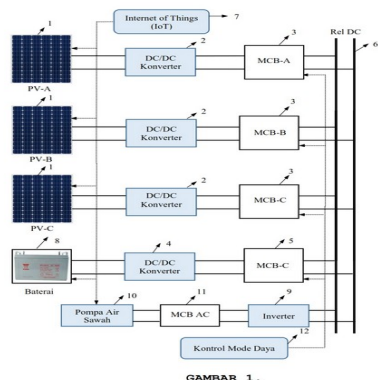 Internet of Things
(IoT)
7
1
2
3
Rel DC
DC/DC
Konverter
MCB-A
6
PV-A
1
2
3
DC/DC
Konverter
MCB-B
PV-B
1
2
3
DC/DC
Konverter
MCB-C
PV-C
8
4
5
DC/DC
Konverter
MCB-C
Baterai
10
11
9
Pompa Air
Sawah
MCB AC
Inverter
12
Kontrol Mode Daya
GAMBAR 1.